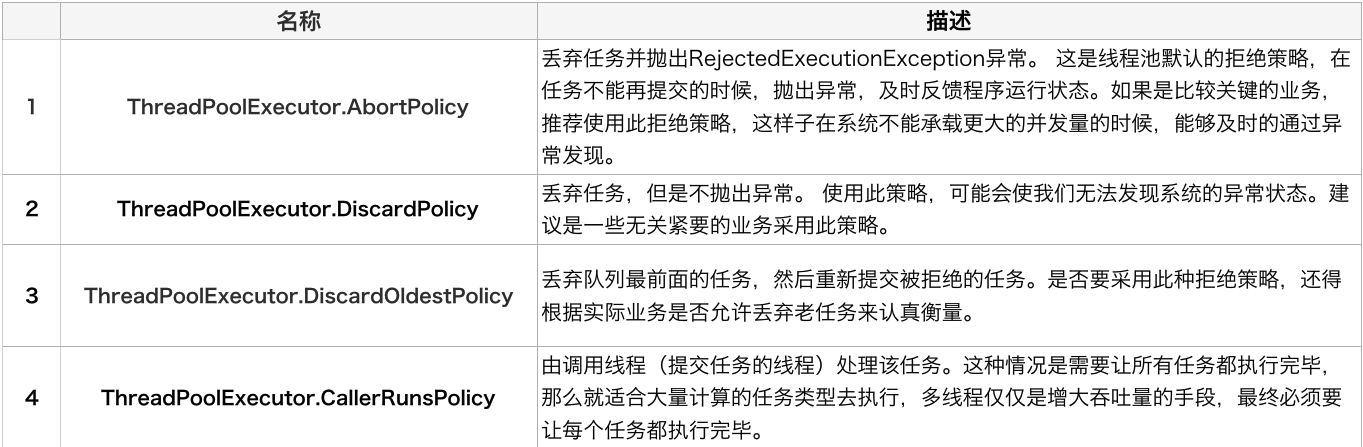 名称 描述
1 ThreadPoolExecutor.AbortPolicy
丢弃任务并抛出RejectedExecutionException异常。 这是线程池默认的拒绝策略，在
任务不能再提交的时候，抛出异常，及时反馈程序运行状态。如果是比较关键的业务，
推荐使用此拒绝策略，这样子在系统不能承载更大的并发量的时候，能够及时的通过异
常发现。
2 ThreadPoolExecutor.DiscardPolicy
丢弃任务，但是不抛出异常。 使用此策略，可能会使我们无法发现系统的异常状态。建
议是一些无关紧要的业务采用此策略。
3 ThreadPoolExecutor.DiscardOldestPolicy
丢弃队列最前面的任务，然后重新提交被拒绝的任务。是否要采用此种拒绝策略，还得
根据实际业务是否允许丢弃老任务来认真衡量。
4 ThreadPoolExecutor.CallerRunsPolicy
由调用线程（提交任务的线程）处理该任务。这种情况是需要让所有任务都执行完毕，
那么就适合大量计算的任务类型去执行，多线程仅仅是增大吞吐量的手段，最终必须要
让每个任务都执行完毕。